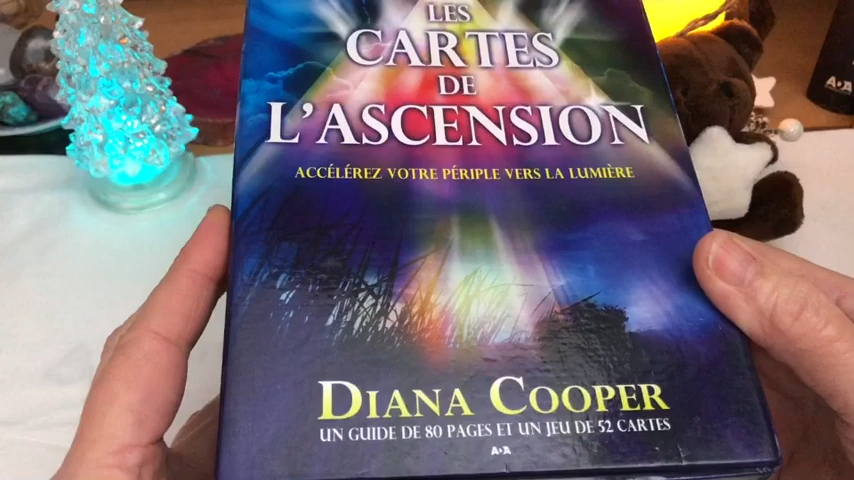 LES
CARTES
DE
L'ASCENSION
ACCÉLÉREZ VOTRE PÉRIPLE VERS LA LUMIÈRE
DIANA COOPER
UN GUIDE DE 80 PAGES ET UN JEU DE 52 CARTES
A•A
A•A